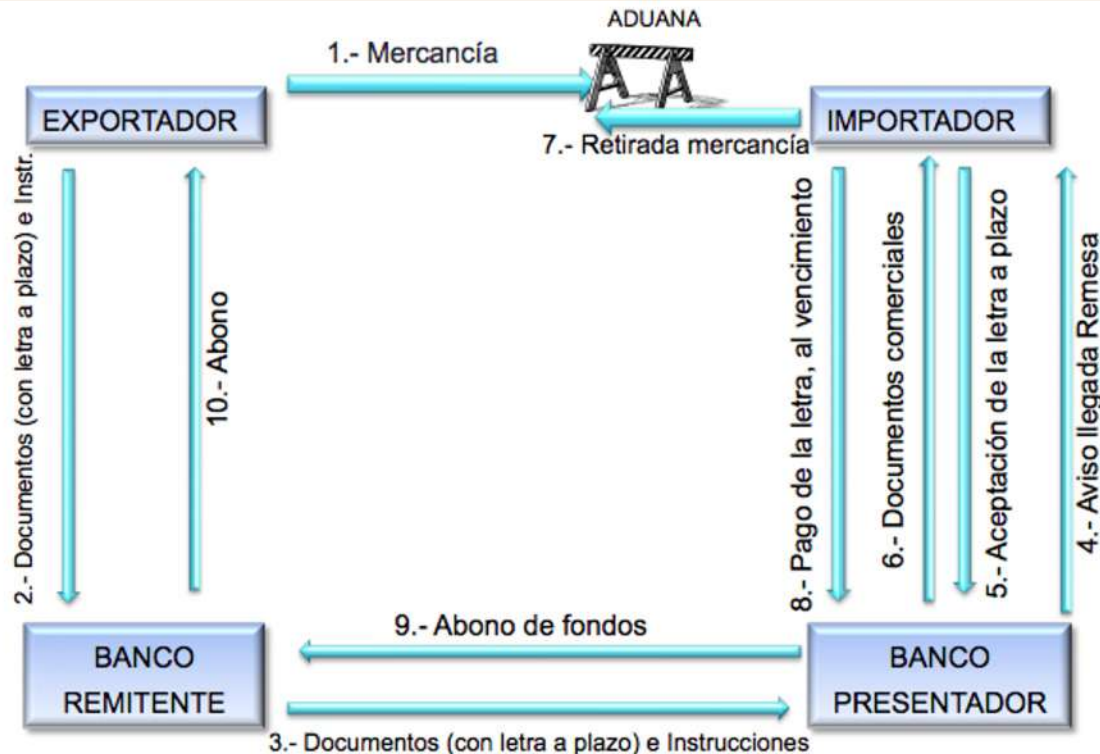 ADUANA
1.- Mercancía
EXPORTADOR
IMPORTADOR
7.- Retirada mercancía
2.- Documentos (con letra a plazo) e Instr.
10.- Abono
8.- Pago de la letra, al vencimiento
6.- Documentos comerciales
5.- Aceptación de la letra a plazo
4.- Aviso llegada Remesa
9.- Abono de fondos
BANCO
REMITENTE
BANCO
PRESENTADOR
3.- Documentos (con letra a plazo) e Instrucciones